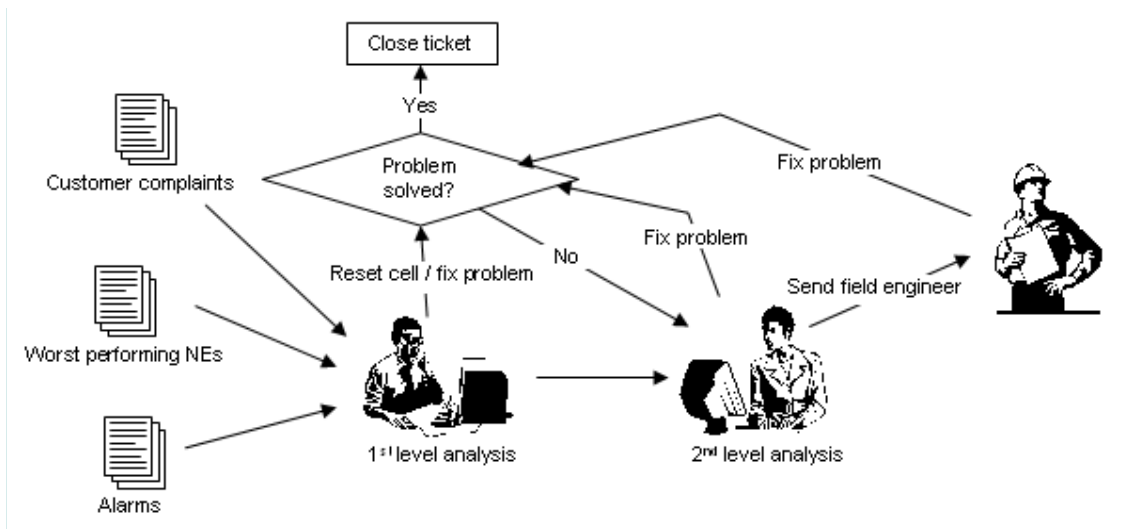 Close ticket
Yes
Customer complaints
Problem
solved?
Fix problem
Fix problem
No
Reset cell / fix problem
Send field engineer
Worst performing NEs
1st level analysis
2nd level analysis
Alarms